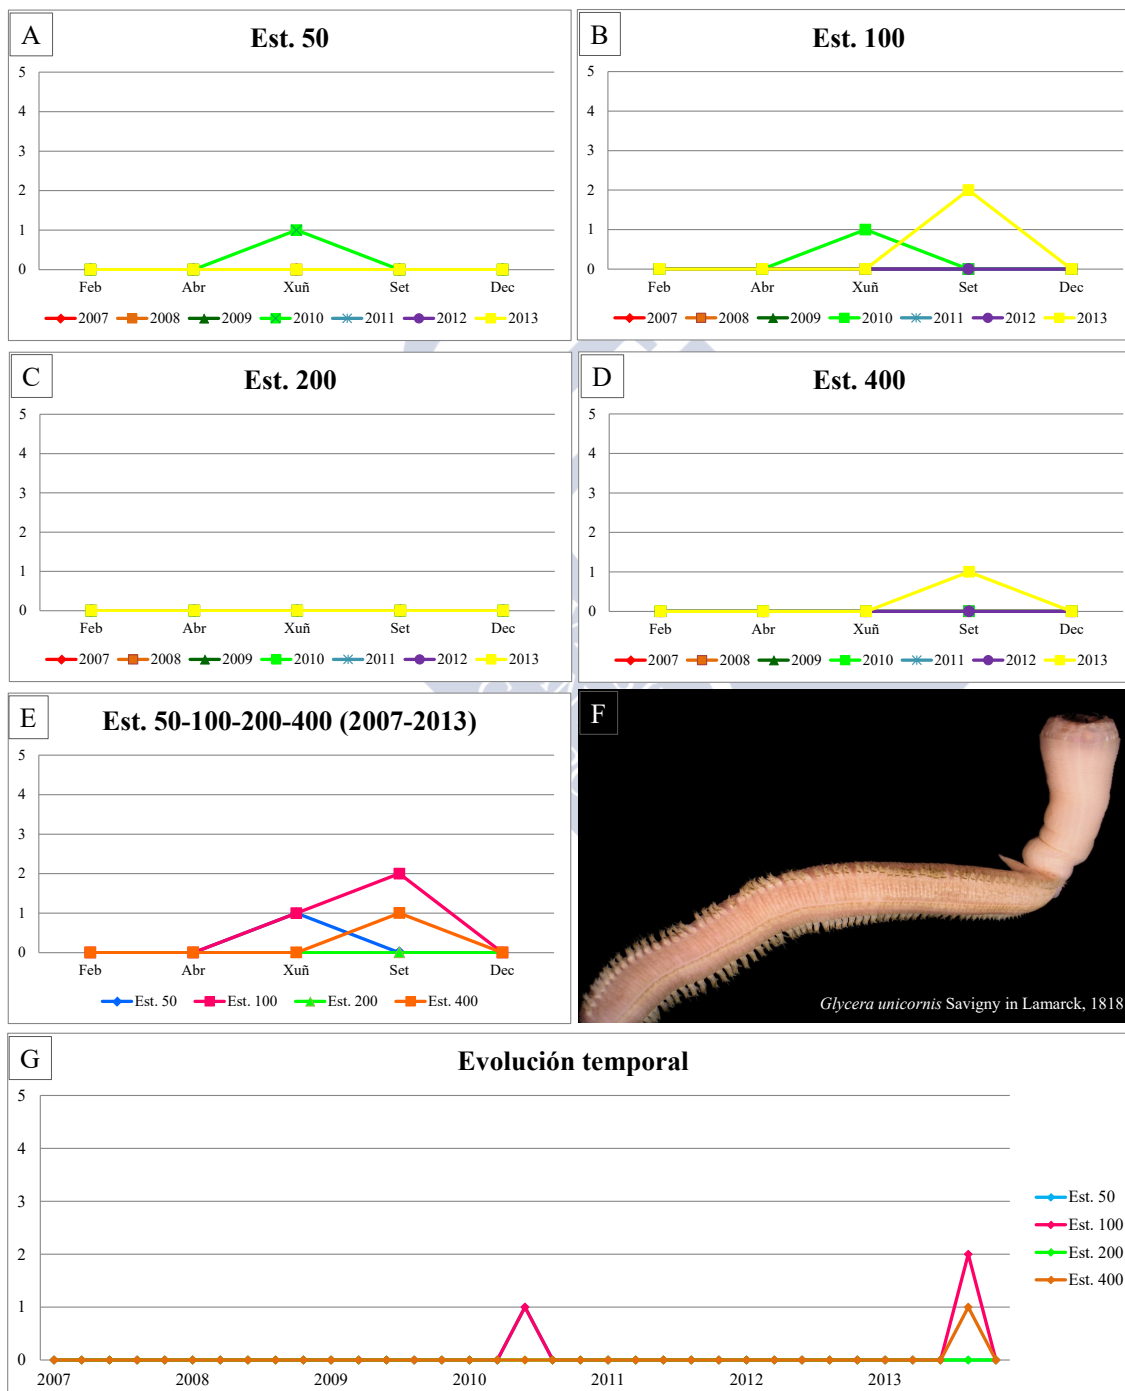 A
Est. 50
5
4
3
2
1
0
Feb Abr Xuñ Set Dec
2007 2008 2009 2010 2011 2012 2013
B
Est. 100
5
4
3
2
1
0
Feb Abr Xuñ Set Dec
2007 2008 2009 2010 2011 2012 2013
C
Est. 200
5
4
3
2
1
0
Feb Abr Xuñ Set Dec
2007 2008 2009 2010 2011 2012 2013
D
Est. 400
5
4
3
2
1
0
Feb Abr Xuñ Set Dec
2007 2008 2009 2010 2011 2012 2013
E
Est. 50-100-200-400 (2007-2013)
5
4
3
2
1
0
Feb Abr Xuñ Set Dec
Est. 50 Est. 100 Est. 200 Est. 400
F
Glycera unicornis Savigny in Lamarck, 1818
G
Evolución temporal
5
4
3
2
1
0
2007 2008 2009 2010 2011 2012 2013
Est. 50
Est. 100
Est. 200
Est. 400